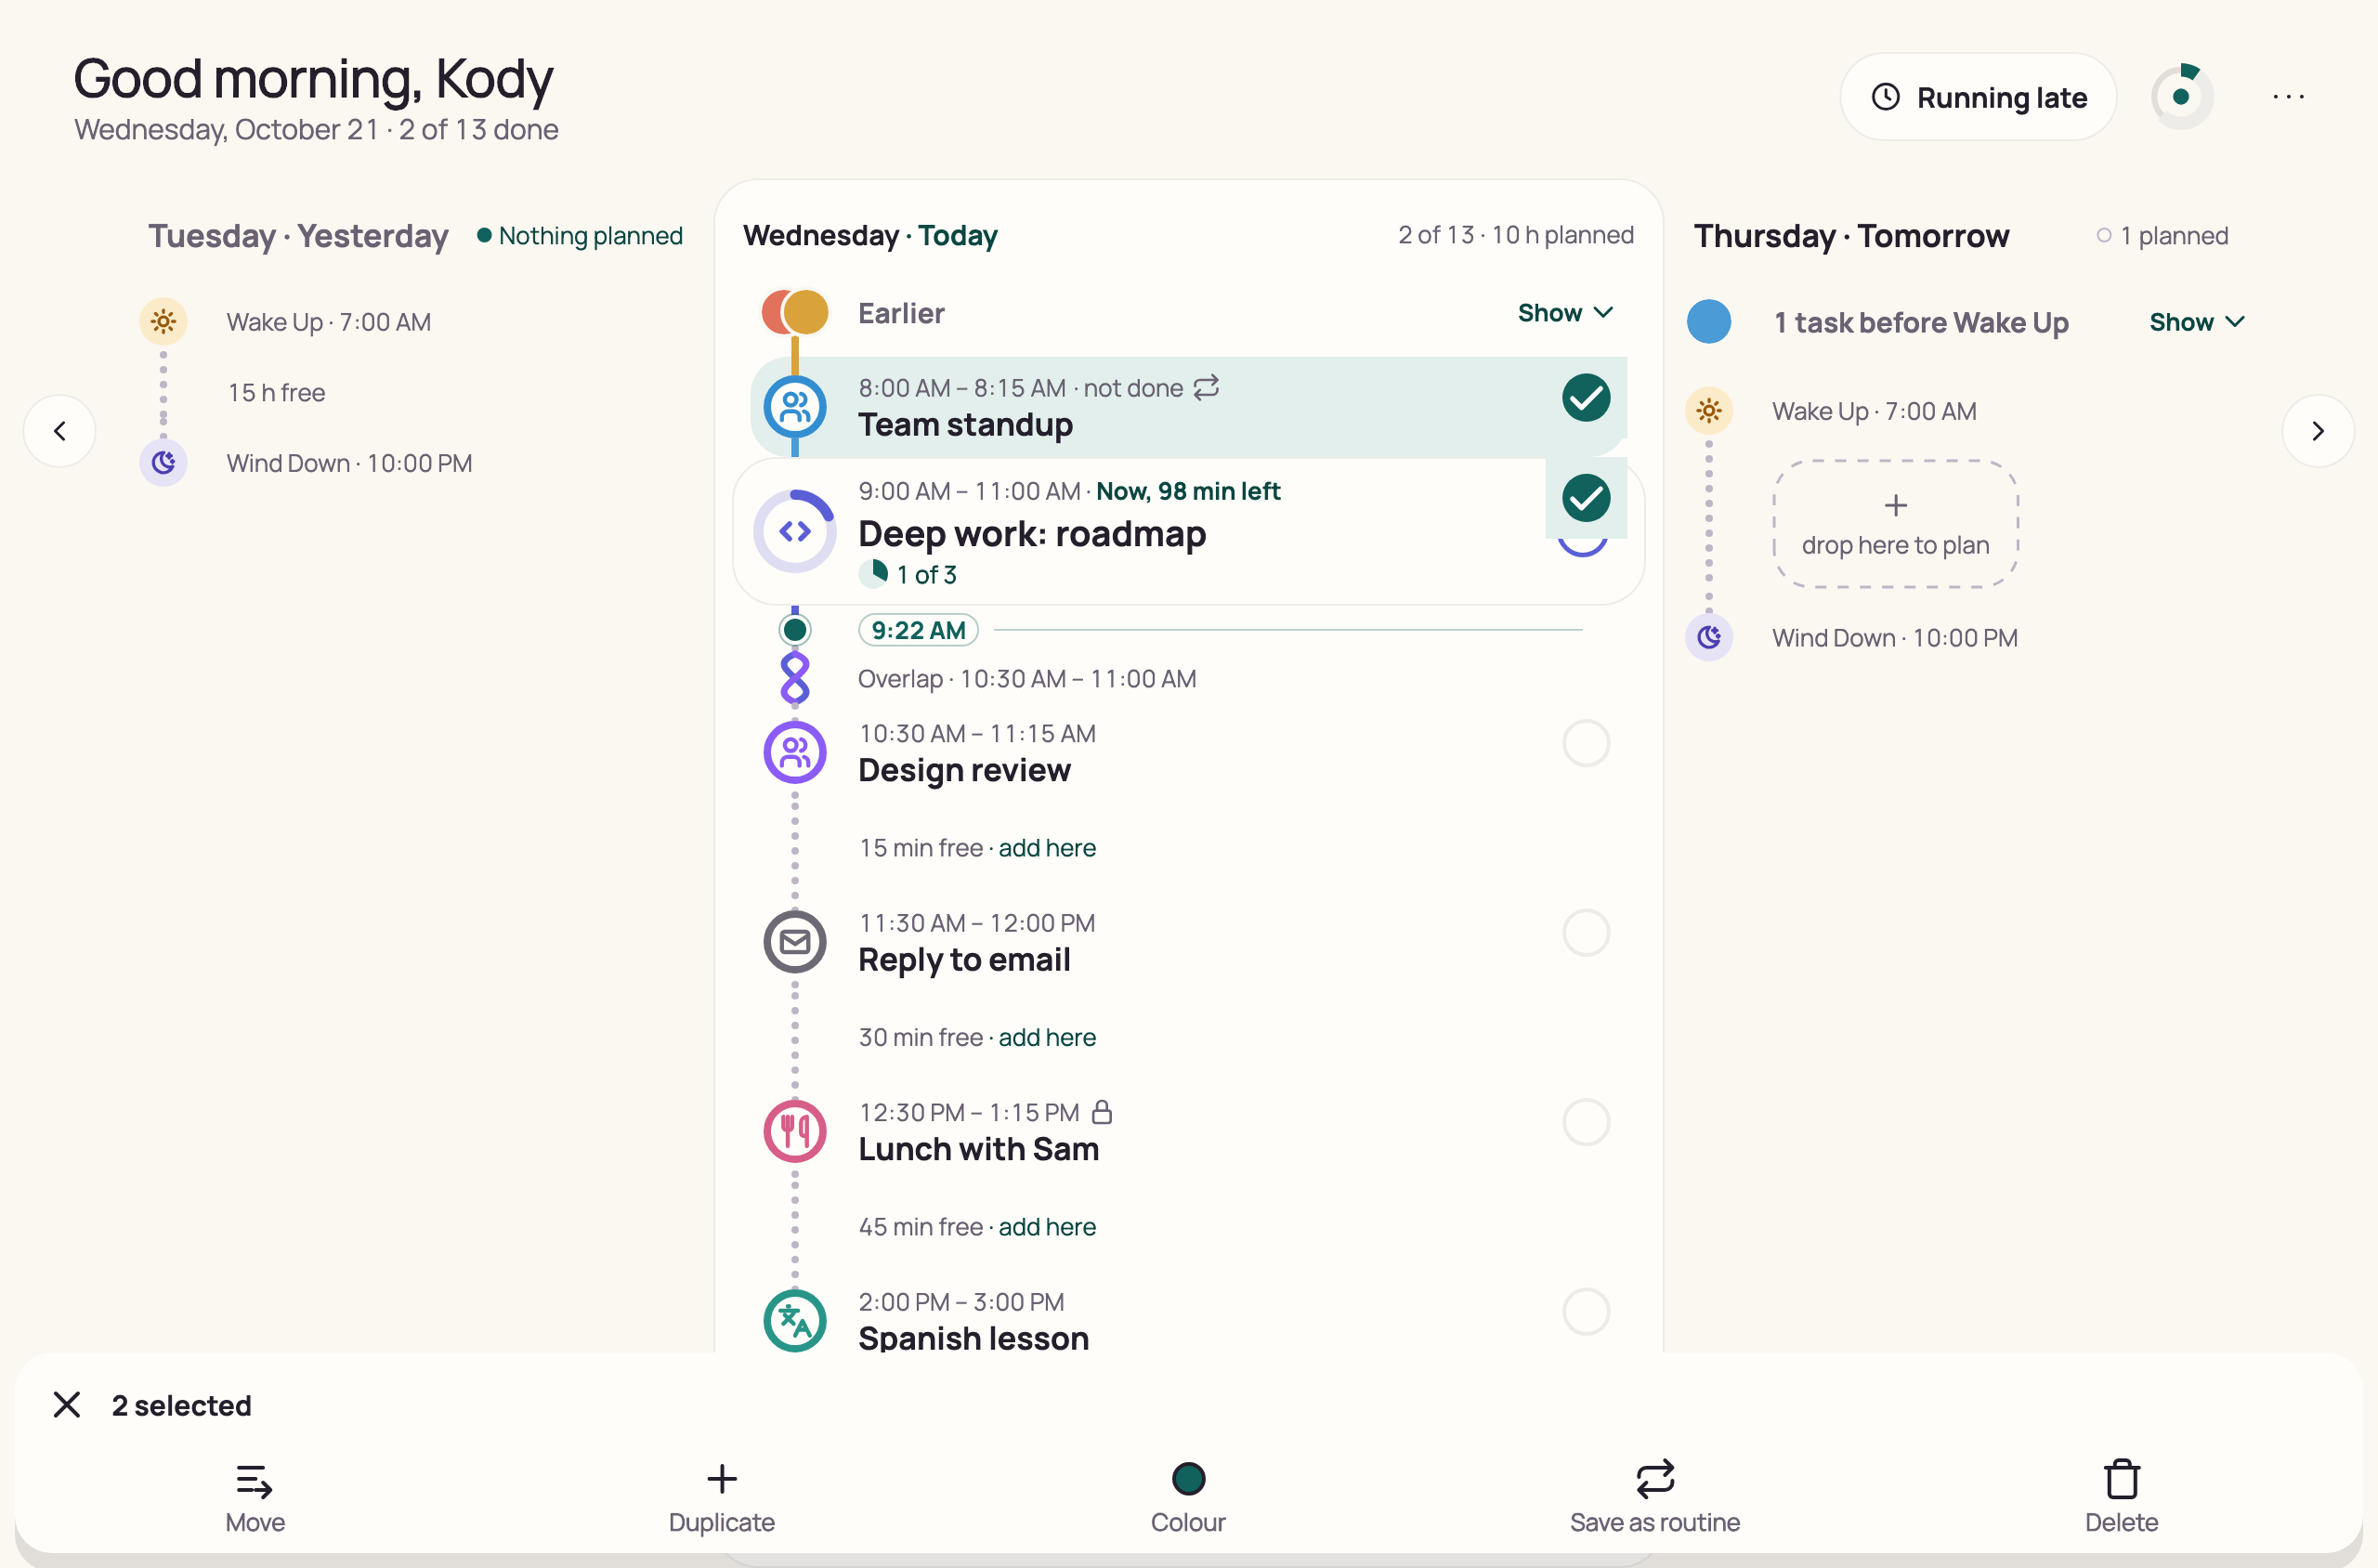 Good morning, Kody
Wednesday, October 21 · 2 of 13 done
Running late
Tuesday · Yesterday
Nothing planned
Wake Up · 7:00 AM
15 h free
Wind Down · 10:00 PM
Wednesday · Today
2 of 13 · 10 h planned
Earlier
Show
8:00 AM – 8:15 AM · not done
Team standup
9:00 AM – 11:00 AM · Now, 98 min left
Deep work: roadmap
1 of 3
9:22 AM
Overlap · 10:30 AM – 11:00 AM
10:30 AM – 11:15 AM
Design review
15 min free · add here
11:30 AM – 12:00 PM
Reply to email
30 min free · add here
12:30 PM – 1:15 PM
Lunch with Sam
45 min free · add here
2:00 PM – 3:00 PM
Spanish lesson
Thursday · Tomorrow
1 planned
1 task before Wake Up
Show
Wake Up · 7:00 AM
drop here to plan
Wind Down · 10:00 PM
2 selected
Move
Duplicate
Colour
Save as routine
Delete